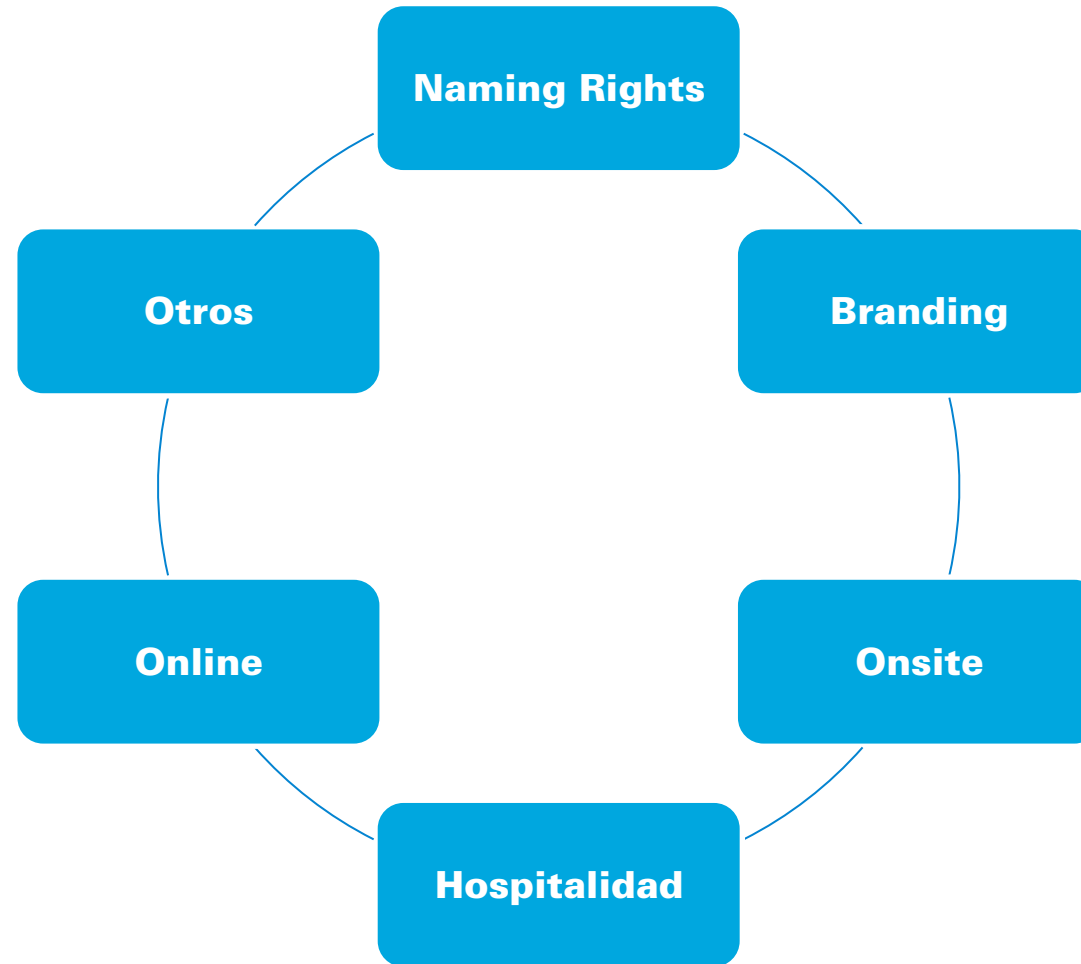 Naming Rights
Otros
Branding
Online
Onsite
Hospitalidad